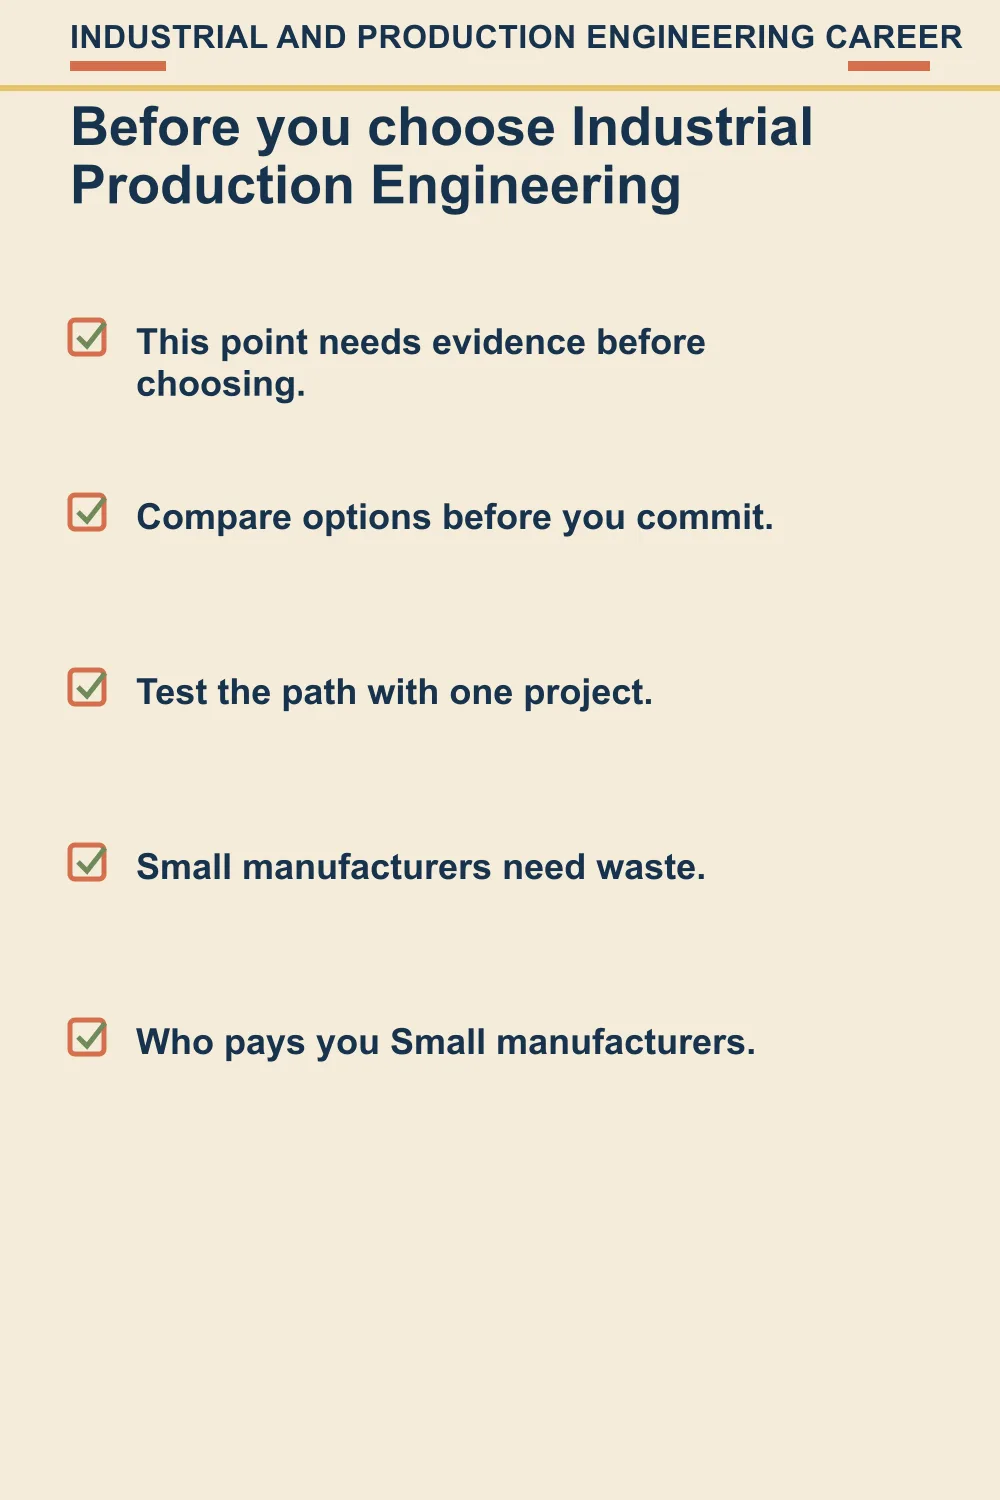 INDUSTRIAL AND PRODUCTION ENGINEERING CAREER
Before you choose Industrial
Production Engineering
This point needs evidence before
choosing.
Compare options before you commit.
Test the path with one project.
Small manufacturers need waste.
Who pays you Small manufacturers.